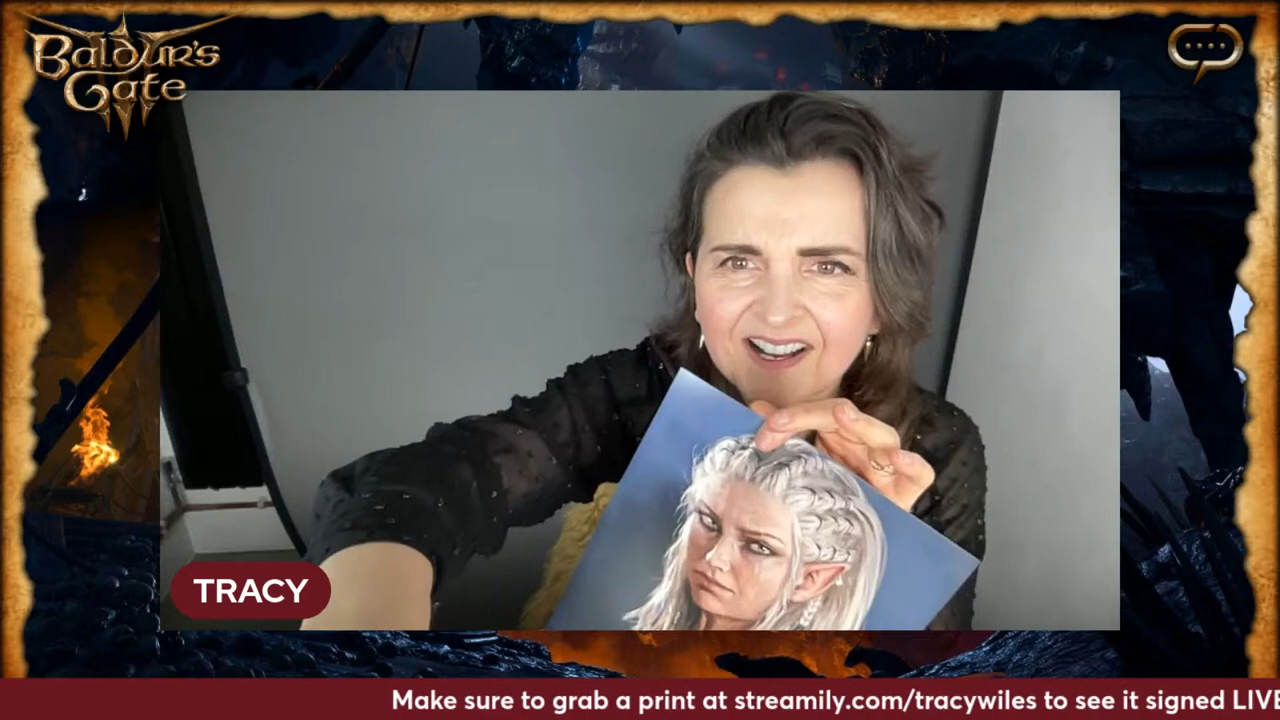 Baldur's
Gate
III
TRACY
Make sure to grab a print at streamily.com/tracywiles to see it signed LIVE